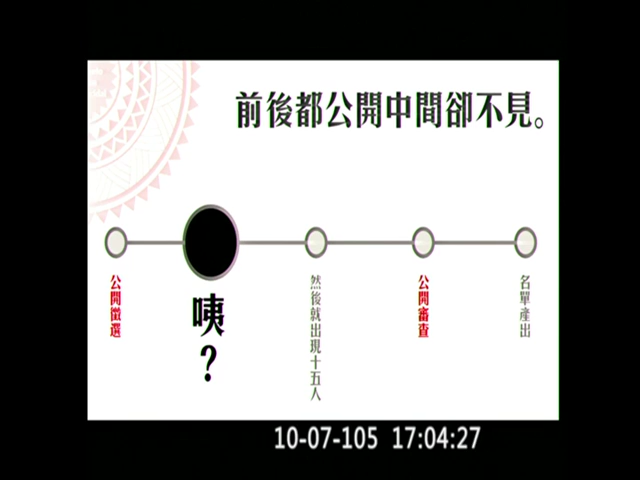 前後都公開中間卻不見。
公開徵選
咦？
然後就出現十五人
公開審查
名單產出
10-07-105 17:04:27